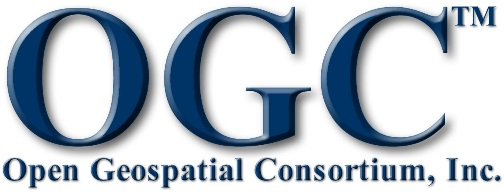 OGC™
Open Geospatial Consortium, Inc.